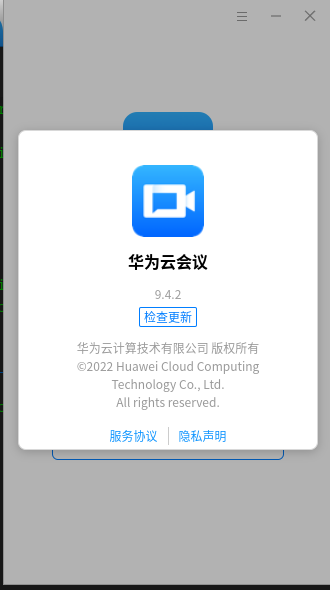 华为云会议
9.4.2
检查更新
华为云计算技术有限公司 版权所有
©2022 Huawei Cloud Computing
Technology Co., Ltd.
All rights reserved.
服务协议
隐私声明